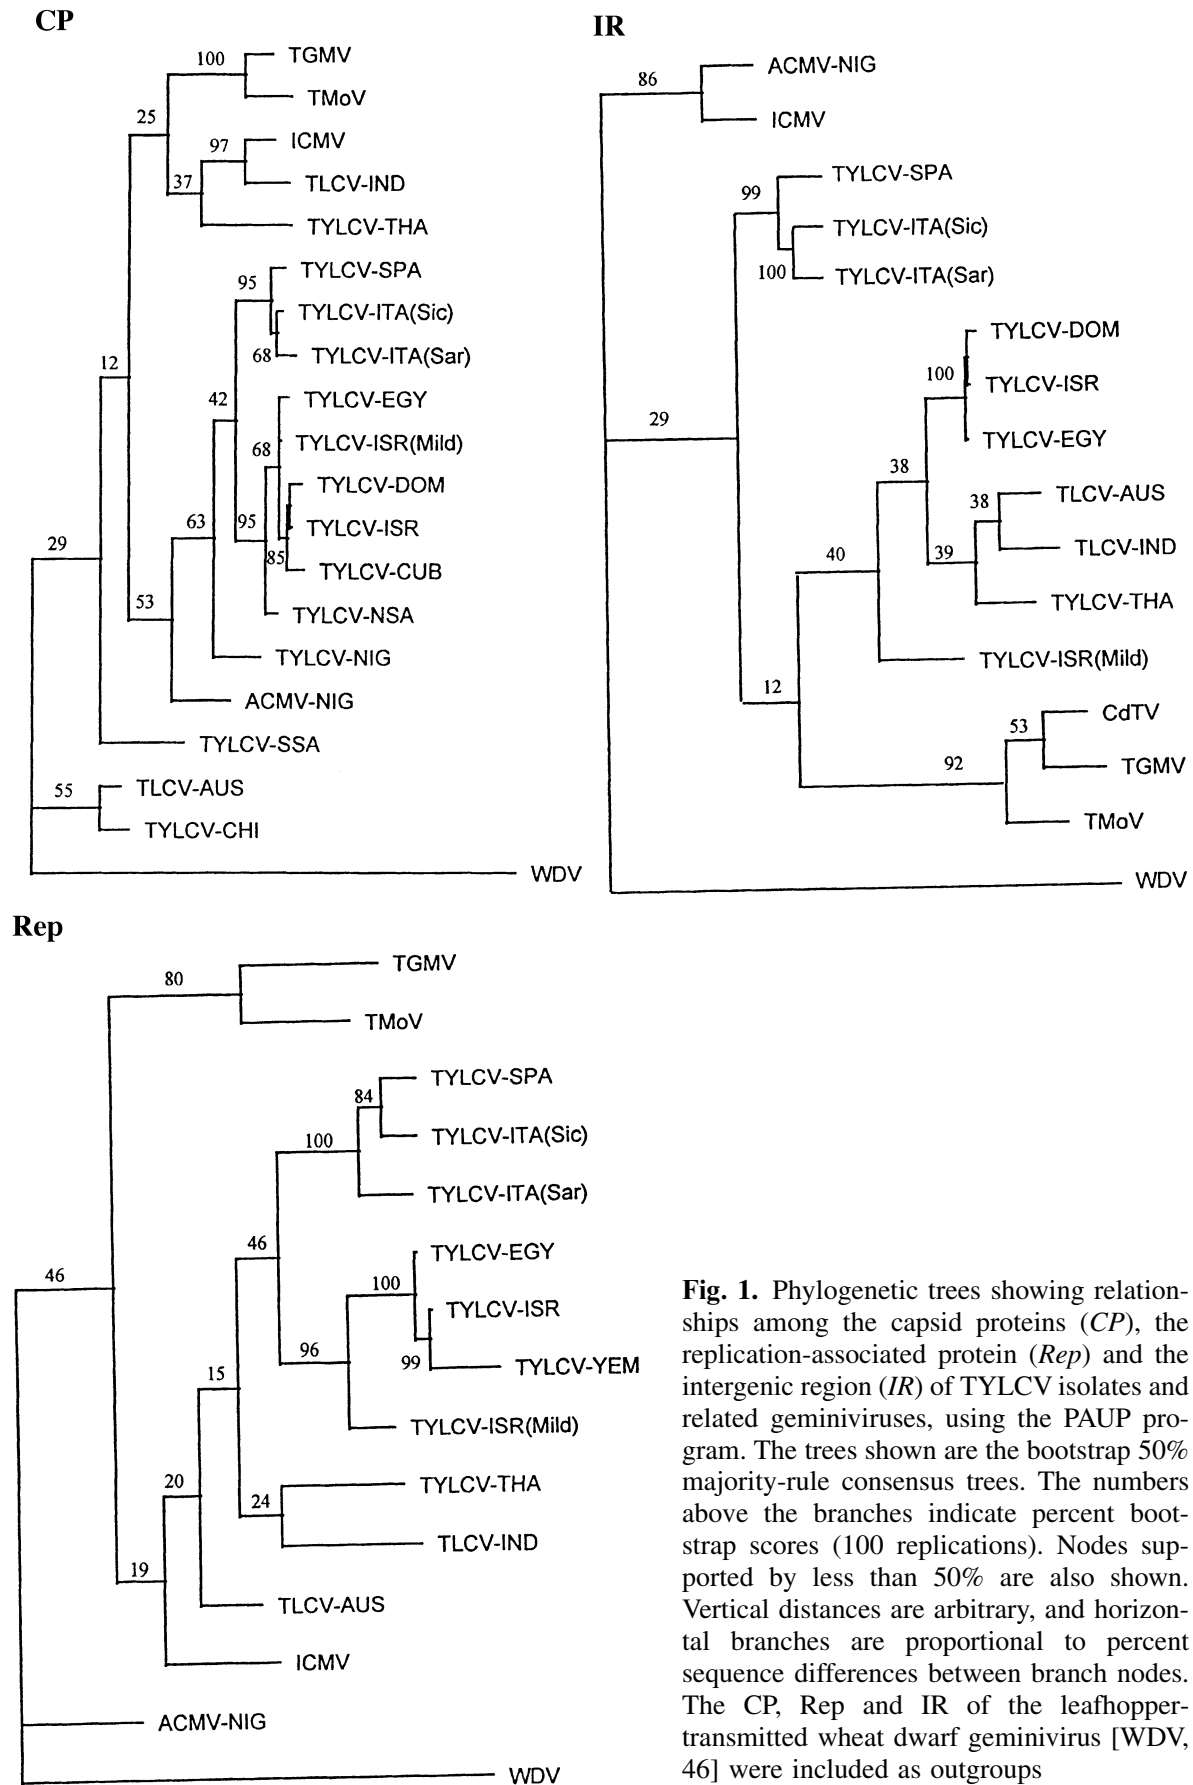 CP
100
TGMV
TMoV
25
97
ICMV
TLCV-IND
37
TYLCV-THA
95
TYLCV-SPA
TYLCV-ITA(Sic)
68
TYLCV-ITA(Sar)
12
42
TYLCV-EGY
68
TYLCV-ISR(Mild)
TYLCV-DOM
63
95
TYLCV-ISR
85
TYLCV-CUB
29
53
TYLCV-NSA
TYLCV-NIG
ACMV-NIG
TYLCV-SSA
55
TLCV-AUS
TYLCV-CHI
WDV
IR
86
ACMV-NIG
ICMV
99
TYLCV-SPA
TYLCV-ITA(Sic)
100
TYLCV-ITA(Sar)
TYLCV-DOM
100
TYLCV-ISR
29
TYLCV-EGY
38
38
TLCV-AUS
40
39
TLCV-IND
TYLCV-THA
TYLCV-ISR(Mild)
12
53
CdTV
92
TGMV
TMoV
WDV
Rep
80
TGMV
TMoV
84
TYLCV-SPA
100
TYLCV-ITA(Sic)
TYLCV-ITA(Sar)
46
46
TYLCV-EGY
100
TYLCV-ISR
96
99
TYLCV-YEM
15
TYLCV-ISR(Mild)
20
24
TYLCV-THA
TLCV-IND
19
TLCV-AUS
ICMV
ACMV-NIG
WDV
Fig. 1. Phylogenetic trees showing relation-
ships among the capsid proteins (CP), the
replication-associated protein (Rep) and the
intergenic region (IR) of TYLCV isolates and
related geminiviruses, using the PAUP pro-
gram. The trees shown are the bootstrap 50%
majority-rule consensus trees. The numbers
above the branches indicate percent boot-
strap scores (100 replications). Nodes sup-
ported by less than 50% are also shown.
Vertical distances are arbitrary, and horizon-
tal branches are proportional to percent
sequence differences between branch nodes.
The CP, Rep and IR of the leafhopper-
transmitted wheat dwarf geminivirus [WDV,
46] were included as outgroups